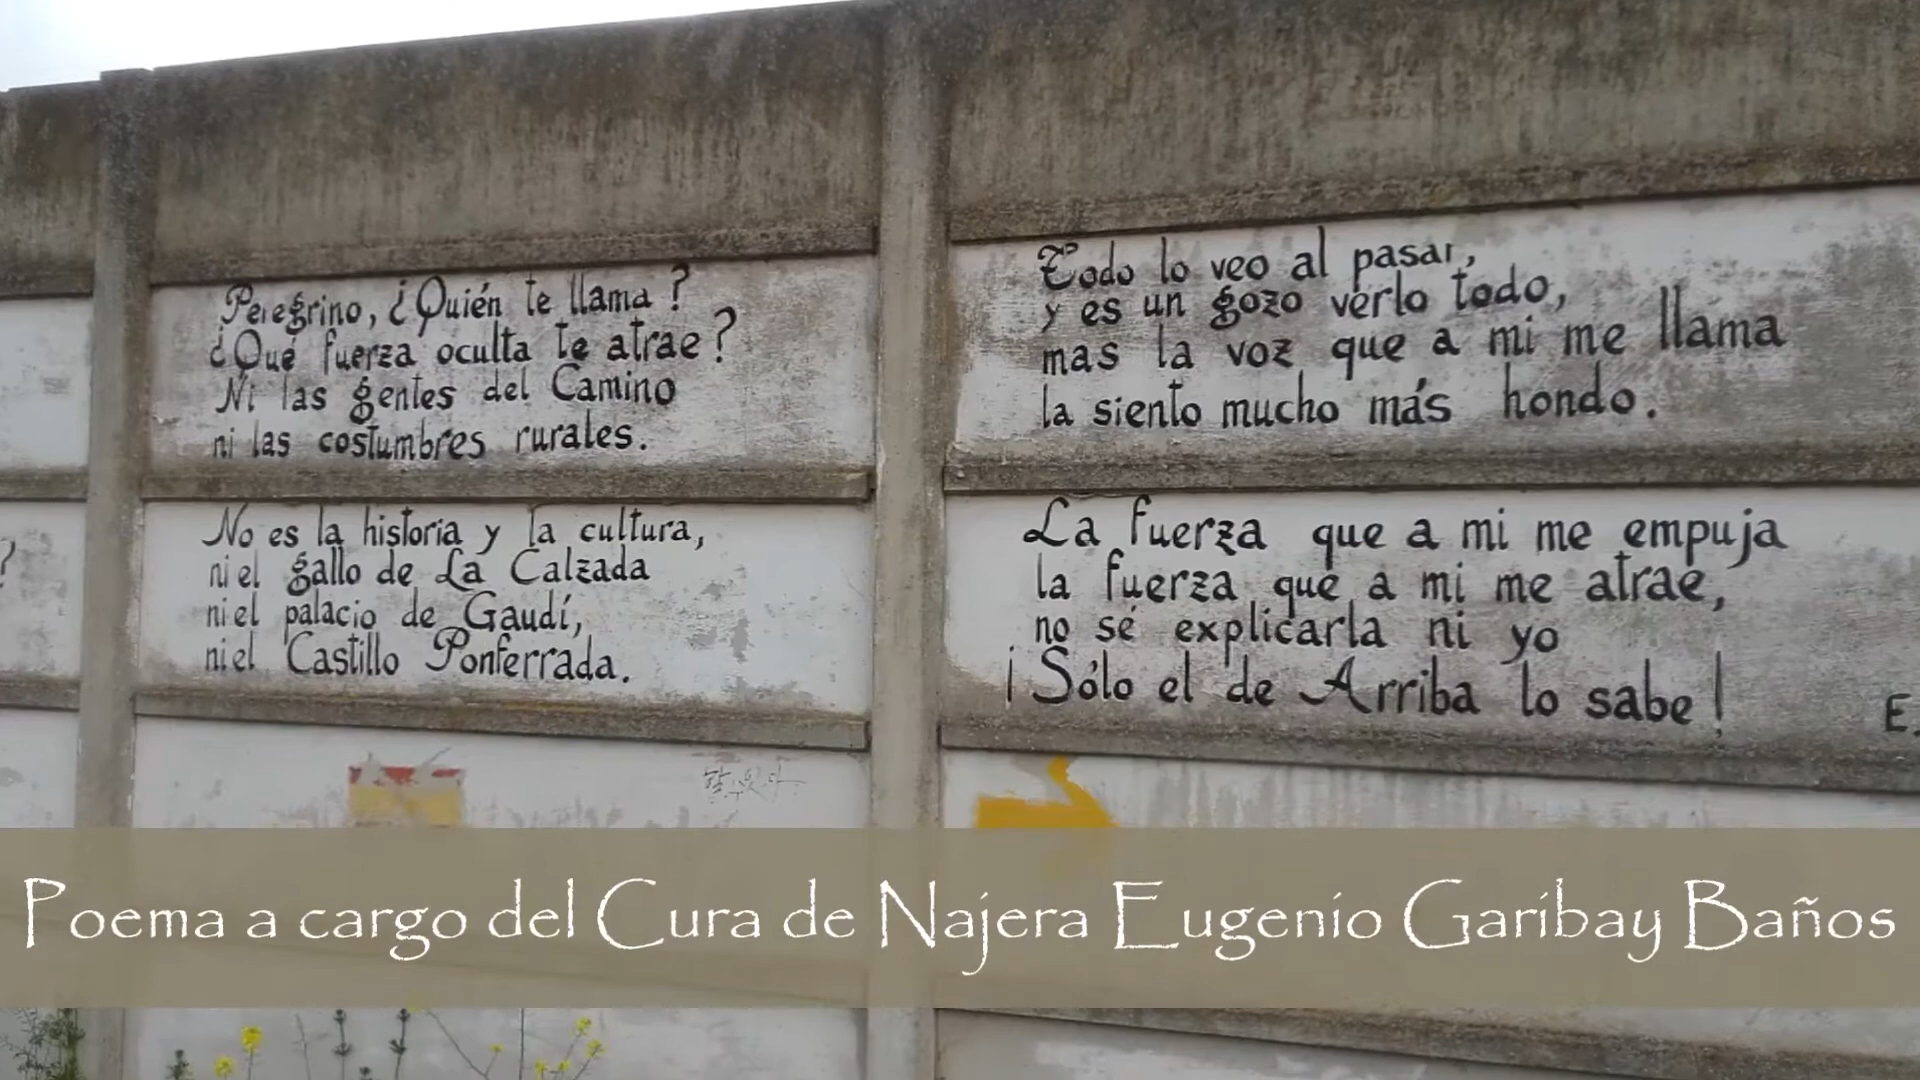 Peregrino, ¿Quién te llama?
¿Qué fuerza oculta te atrae?
Ni las gentes del Camino
ni las costumbres rurales.
No es la historia y la cultura,
ni el gallo de La Calzada
ni el palacio de Gaudí,
ni el Castillo Ponferrada.
Todo lo veo al pasar,
y es un gozo verlo todo,
mas la voz que a mi me llama
la siento mucho más hondo.
La fuerza que a mi me empuja
la fuerza que a mi me atrae,
no sé explicarla ni yo
¡Sólo el de Arriba lo sabe!
?
E.
Poema a cargo del Cura de Najera Eugenio Garibay Baños